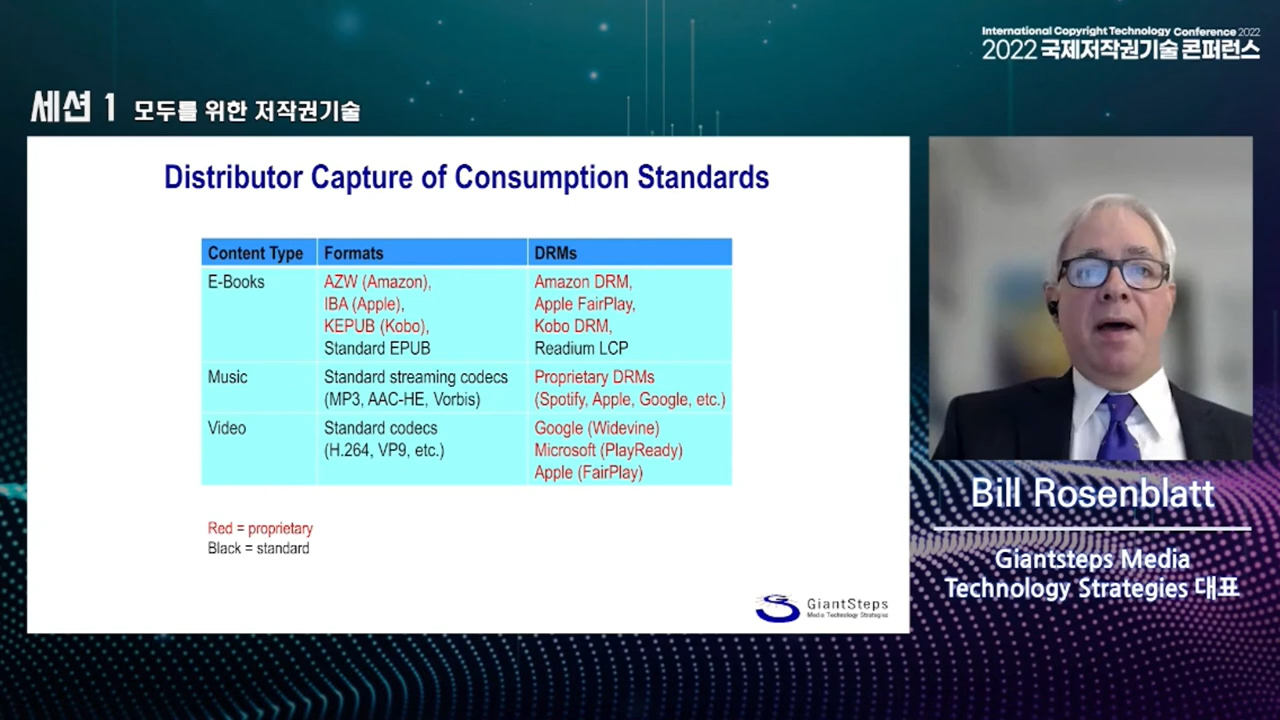 International Copyright Technology Conference 2022
2022 국제저작권기술 콘퍼런스
세션 1 모두를 위한 저작권기술
Distributor Capture of Consumption Standards
Content Type Formats DRMs
E-Books AZW (Amazon), Amazon DRM,
IBA (Apple), Apple FairPlay,
KEPUB (Kobo), Kobo DRM,
Standard EPUB Readium LCP
Music Standard streaming codecs Proprietary DRMs
(MP3, AAC-HE, Vorbis) (Spotify, Apple, Google, etc.)
Video Standard codecs Google (Widevine)
(H.264, VP9, etc.) Microsoft (PlayReady)
Apple (FairPlay)
Red = proprietary
Black = standard
GiantSteps
Media Technology Strategies
Bill Rosenblatt
Giantsteps Media
Technology Strategies 대표